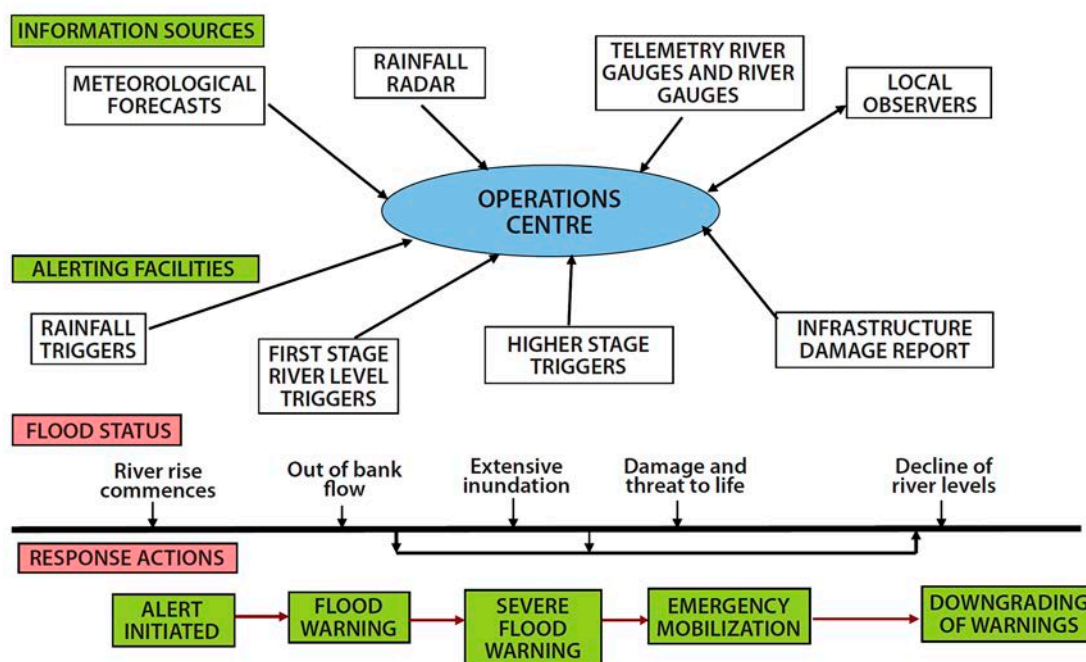 INFORMATION SOURCES
METEOROLOGICAL
FORECASTS
RAINFALL
RADAR
TELEMETRY RIVER
GAUGES AND RIVER
GAUGES
LOCAL
OBSERVERS
OPERATIONS
CENTRE
ALERTING FACILITIES
RAINFALL
TRIGGERS
FIRST STAGE
RIVER LEVEL
TRIGGERS
HIGHER STAGE
TRIGGERS
INFRASTRUCTURE
DAMAGE REPORT
FLOOD STATUS
River rise
commences
Out of bank
flow
Extensive
inundation
Damage and
threat to life
Decline of
river levels
RESPONSE ACTIONS
ALERT
INITIATED
FLOOD
WARNING
SEVERE
FLOOD
WARNING
EMERGENCY
MOBILIZATION
DOWNGRADING
OF WARNINGS